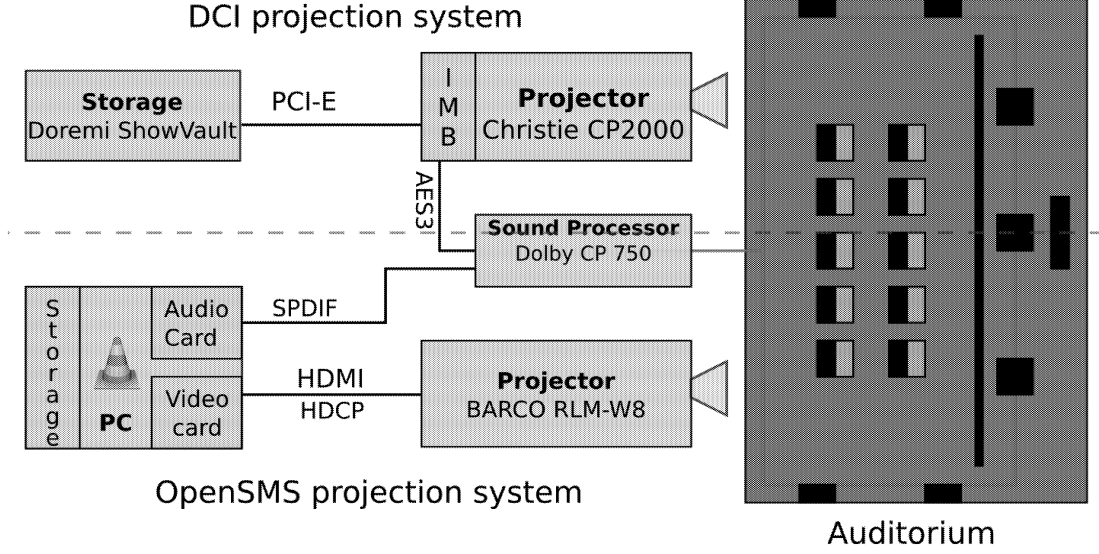 DCI projection system
Storage
Doremi ShowVault
PCI-E
I
M
B
Projector
Christie CP2000
AES3
Sound Processor
Dolby CP 750
Storage
PC
Audio
Card
SPDIF
Video
card
HDMI
HDCP
Projector
BARCO RLM-W8
OpenSMS projection system
Auditorium